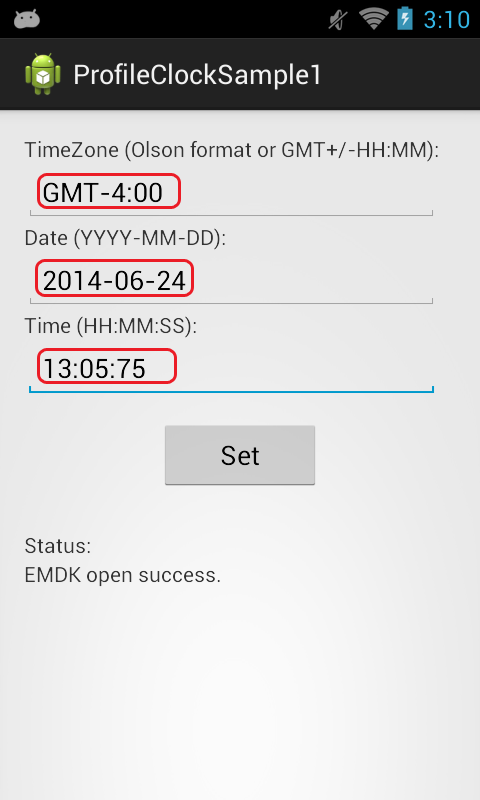 3:10
ProfileClockSample1
TimeZone (Olson format or GMT+/-HH:MM):
GMT-4:00
Date (YYYY-MM-DD):
2014-06-24
Time (HH:MM:SS):
13:05:75
Set
Status:
EMDK open success.